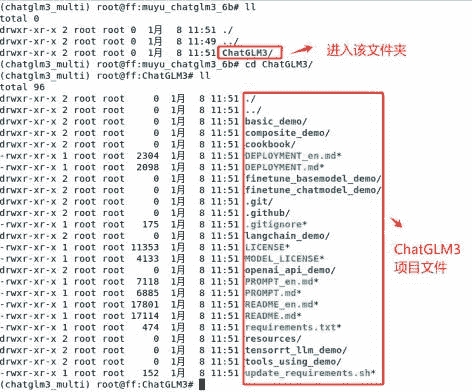 (chatglm3_multi) root@ff:muyu_chatglm_3_6b# ll
total 0
drwxr-xr-x 2 root root 0 1月 8 11:51 ./
drwxr-xr-x 2 root root 0 1月 8 11:49 ../
drwxr-xr-x 2 root root 0 1月 8 11:51 ChatGLM3/ 进入该文件夹
(chatglm3_multi) root@ff:muyu_chatglm_3_6b# cd ChatGLM3/
(chatglm3_multi) root@ff:ChatGLM3# ll
total 96
drwxr-xr-x 2 root root 0 1月 8 11:51 ./
drwxr-xr-x 2 root root 0 1月 8 11:51 ../
drwxr-xr-x 2 root root 0 1月 8 11:51 basic_demo/
drwxr-xr-x 2 root root 0 1月 8 11:51 composite_demo/
drwxr-xr-x 2 root root 0 1月 8 11:51 cookbook/
-rwxr-xr-x 1 root root 2304 1月 8 11:51 DEPLOYMENT_en.md*
-rwxr-xr-x 1 root root 2098 1月 8 11:51 DEPLOYMENT.md*
drwxr-xr-x 2 root root 0 1月 8 11:51 finetune_basemodel_demo/
drwxr-xr-x 2 root root 0 1月 8 11:51 finetune_chatmodel_demo/
drwxr-xr-x 2 root root 0 1月 8 11:51 .git/
drwxr-xr-x 2 root root 0 1月 8 11:51 .github/
-rwxr-xr-x 1 root root 175 1月 8 11:51 .gitignore*
drwxr-xr-x 2 root root 0 1月 8 11:51 langchain_demo/
-rwxr-xr-x 1 root root 11353 1月 8 11:51 LICENSE*
-rwxr-xr-x 1 root root 4133 1月 8 11:51 MODEL_LICENSE*
drwxr-xr-x 2 root root 0 1月 8 11:51 openai_api_demo/
-rwxr-xr-x 1 root root 7118 1月 8 11:51 PROMPT_en.md*
-rwxr-xr-x 1 root root 6885 1月 8 11:51 PROMPT.md*
-rwxr-xr-x 1 root root 17801 1月 8 11:51 README_en.md*
-rwxr-xr-x 1 root root 17114 1月 8 11:51 README.md*
-rwxr-xr-x 1 root root 474 1月 8 11:51 requirements.txt*
drwxr-xr-x 2 root root 0 1月 8 11:51 resources/
drwxr-xr-x 2 root root 0 1月 8 11:51 tensorrt_llm_demo/
drwxr-xr-x 2 root root 0 1月 8 11:51 tools_using_demo/
-rwxr-xr-x 1 root root 152 1月 8 11:51 update_requirements.sh*
(chatglm3_multi) root@ff:ChatGLM3#
ChatGLM3
项目文件